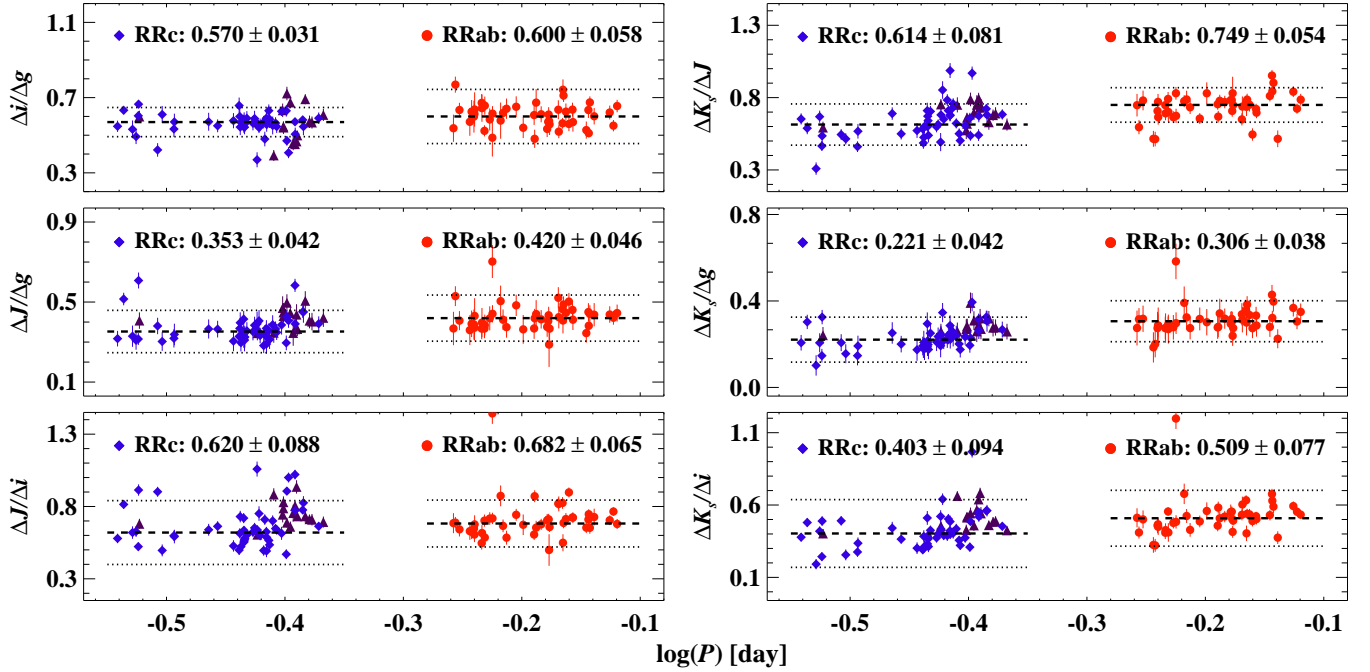 1.1
0.9
0.7
0.5
0.3
Δi/Δg
RRc: 0.570 ± 0.031
RRab: 0.600 ± 0.058
1.3
0.8
0.3
ΔKs/ΔJ
RRc: 0.614 ± 0.081
RRab: 0.749 ± 0.054
0.9
0.5
0.1
ΔJ/Δg
RRc: 0.353 ± 0.042
RRab: 0.420 ± 0.046
0.8
0.4
0.0
ΔKs/Δg
RRc: 0.221 ± 0.042
RRab: 0.306 ± 0.038
1.3
0.8
0.3
ΔJ/Δi
RRc: 0.620 ± 0.088
RRab: 0.682 ± 0.065
-0.5 -0.4 -0.3 -0.2 -0.1
1.1
0.6
0.1
ΔKs/Δi
RRc: 0.403 ± 0.094
RRab: 0.509 ± 0.077
-0.5 -0.4 -0.3 -0.2 -0.1
log(P) [day]